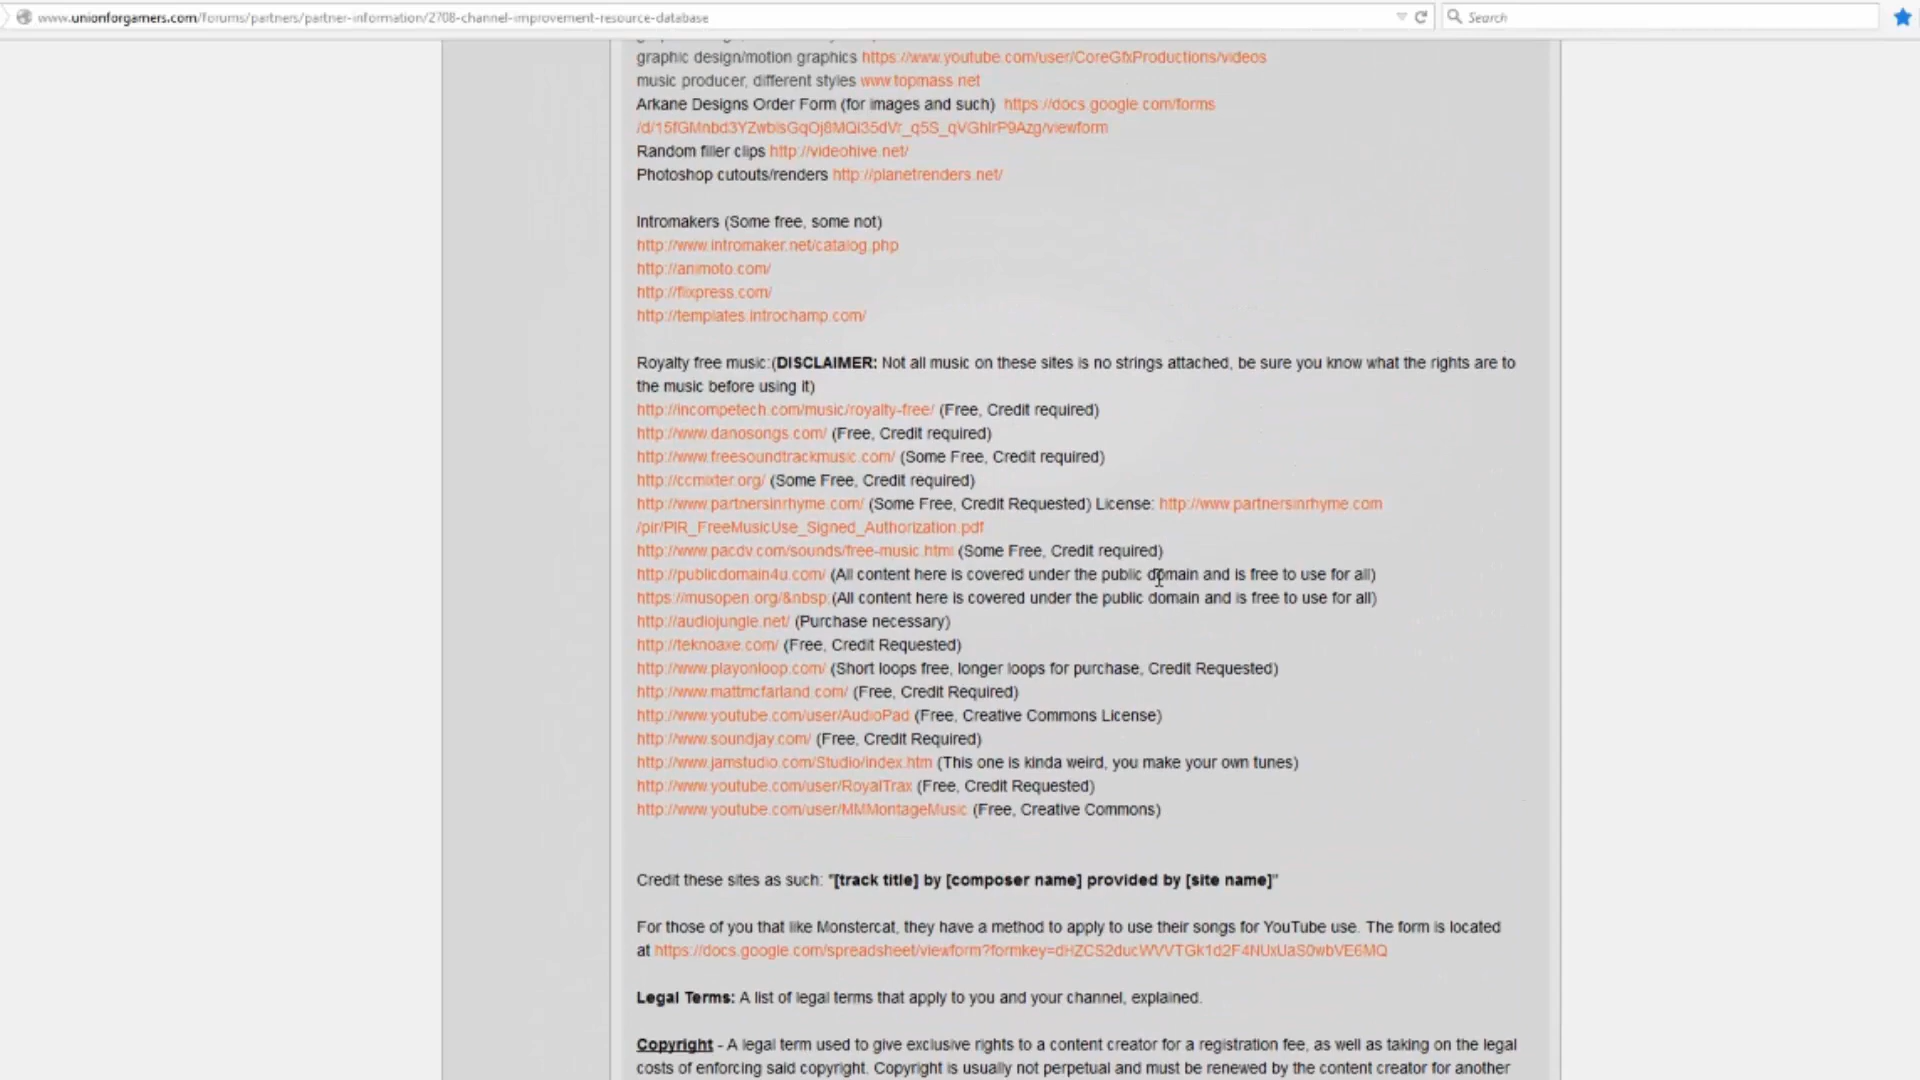 www.unionforgamers.com/forums/partners/partner-information/2708-channel-improvement-resource-database
Search
graphic design/motion graphics https://www.youtube.com/user/CoreGfxProductions/videos
music producer, different styles www.topmass.net
Arkane Designs Order Form (for images and such) https://docs.google.com/forms
/d/15fGMnbd3YZwbIsGqOj8MQi35dVr_q5S_qVGhIrP9Azg/viewform
Random filler clips http://videohive.net/
Photoshop cutouts/renders http://planetrenders.net/
Intromakers (Some free, some not)
http://www.intromaker.net/catalog.php
http://animoto.com/
http://flixpress.com/
http://templates.introchamp.com/
Royalty free music:(DISCLAIMER: Not all music on these sites is no strings attached, be sure you know what the rights are to
the music before using it)
http://incompetech.com/music/royalty-free/ (Free, Credit required)
http://www.danosongs.com/ (Free, Credit required)
http://www.freesoundtrackmusic.com/ (Some Free, Credit required)
http://ccmixter.org/ (Some Free, Credit required)
http://www.partnersinrhyme.com/ (Some Free, Credit Requested) License: http://www.partnersinrhyme.com
/pir/PIR_FreeMusicUse_Signed_Authorization.pdf
http://www.pacdv.com/sounds/free-music.html (Some Free, Credit required)
http://publicdomain4u.com/ (All content here is covered under the public domain and is free to use for all)
https://musopen.org/&nbsp;(All content here is covered under the public domain and is free to use for all)
http://audiojungle.net/ (Purchase necessary)
http://teknoaxe.com/ (Free, Credit Requested)
http://www.playonloop.com/ (Short loops free, longer loops for purchase, Credit Requested)
http://www.mattmcfarland.com/ (Free, Credit Required)
http://www.youtube.com/user/AudioPad (Free, Creative Commons License)
http://www.soundjay.com/ (Free, Credit Required)
http://www.jamstudio.com/Studio/index.htm (This one is kinda weird, you make your own tunes)
http://www.youtube.com/user/RoyalTrax (Free, Credit Requested)
http://www.youtube.com/user/MMMontageMusic (Free, Creative Commons)
Credit these sites as such: "[track title] by [composer name] provided by [site name]"
For those of you that like Monstercat, they have a method to apply to use their songs for YouTube use. The form is located
at https://docs.google.com/spreadsheet/viewform?formkey=dHZCS2ducWVVTGk1d2F4NUxUaS0wbVE6MQ
Legal Terms: A list of legal terms that apply to you and your channel, explained.
Copyright - A legal term used to give exclusive rights to a content creator for a registration fee, as well as taking on the legal
costs of enforcing said copyright. Copyright is usually not perpetual and must be renewed by the content creator for another